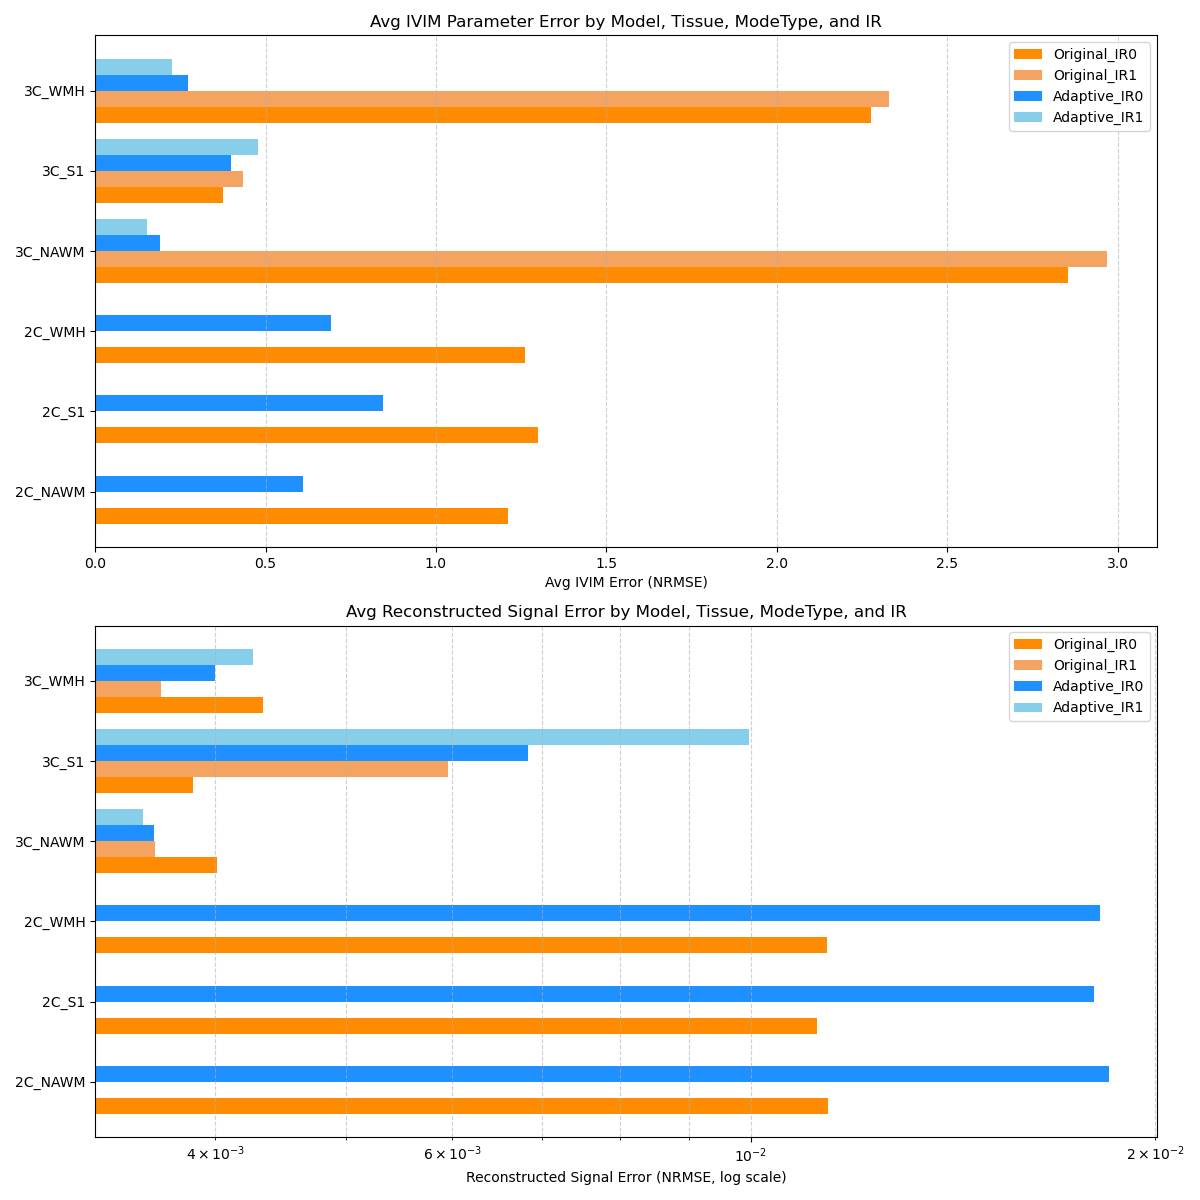 Avg IVIM Parameter Error by Model, Tissue, ModeType, and IR
Original_IR0
Original_IR1
Adaptive_IR0
Adaptive_IR1
3C_WMH
3C_S1
3C_NAWM
2C_WMH
2C_S1
2C_NAWM
0.0 0.5 1.0 1.5 2.0 2.5 3.0
Avg IVIM Error (NRMSE)
Avg Reconstructed Signal Error by Model, Tissue, ModeType, and IR
Original_IR0
Original_IR1
Adaptive_IR0
Adaptive_IR1
3C_WMH
3C_S1
3C_NAWM
2C_WMH
2C_S1
2C_NAWM
4 × 10⁻³ 6 × 10⁻³ 10⁻² 2 × 10⁻²
Reconstructed Signal Error (NRMSE, log scale)